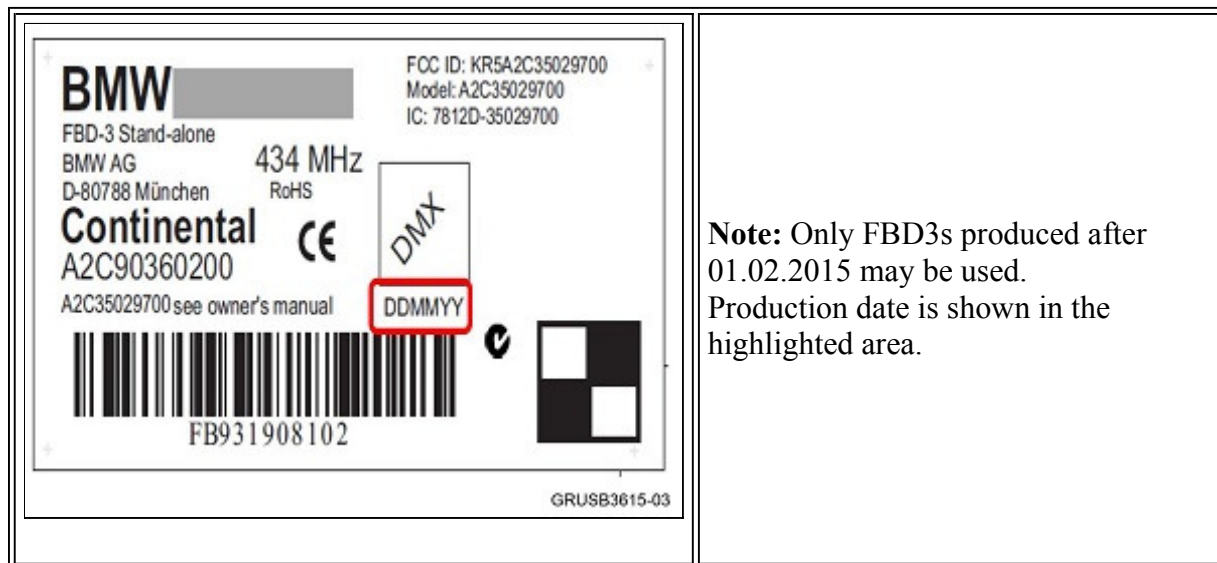 BMW
FCC ID: KR5A2C35029700
Model: A2C35029700
IC: 7812D-35029700
FBD-3 Stand-alone
BMW AG
434 MHz
D-80788 München
RoHS
Continental
CE
A2C90360200
DMX
A2C35029700 see owner's manual
DDMMYY
FB931908102
GRUSB3615-03
Note: Only FBD3s produced after
01.02.2015 may be used.
Production date is shown in the
highlighted area.